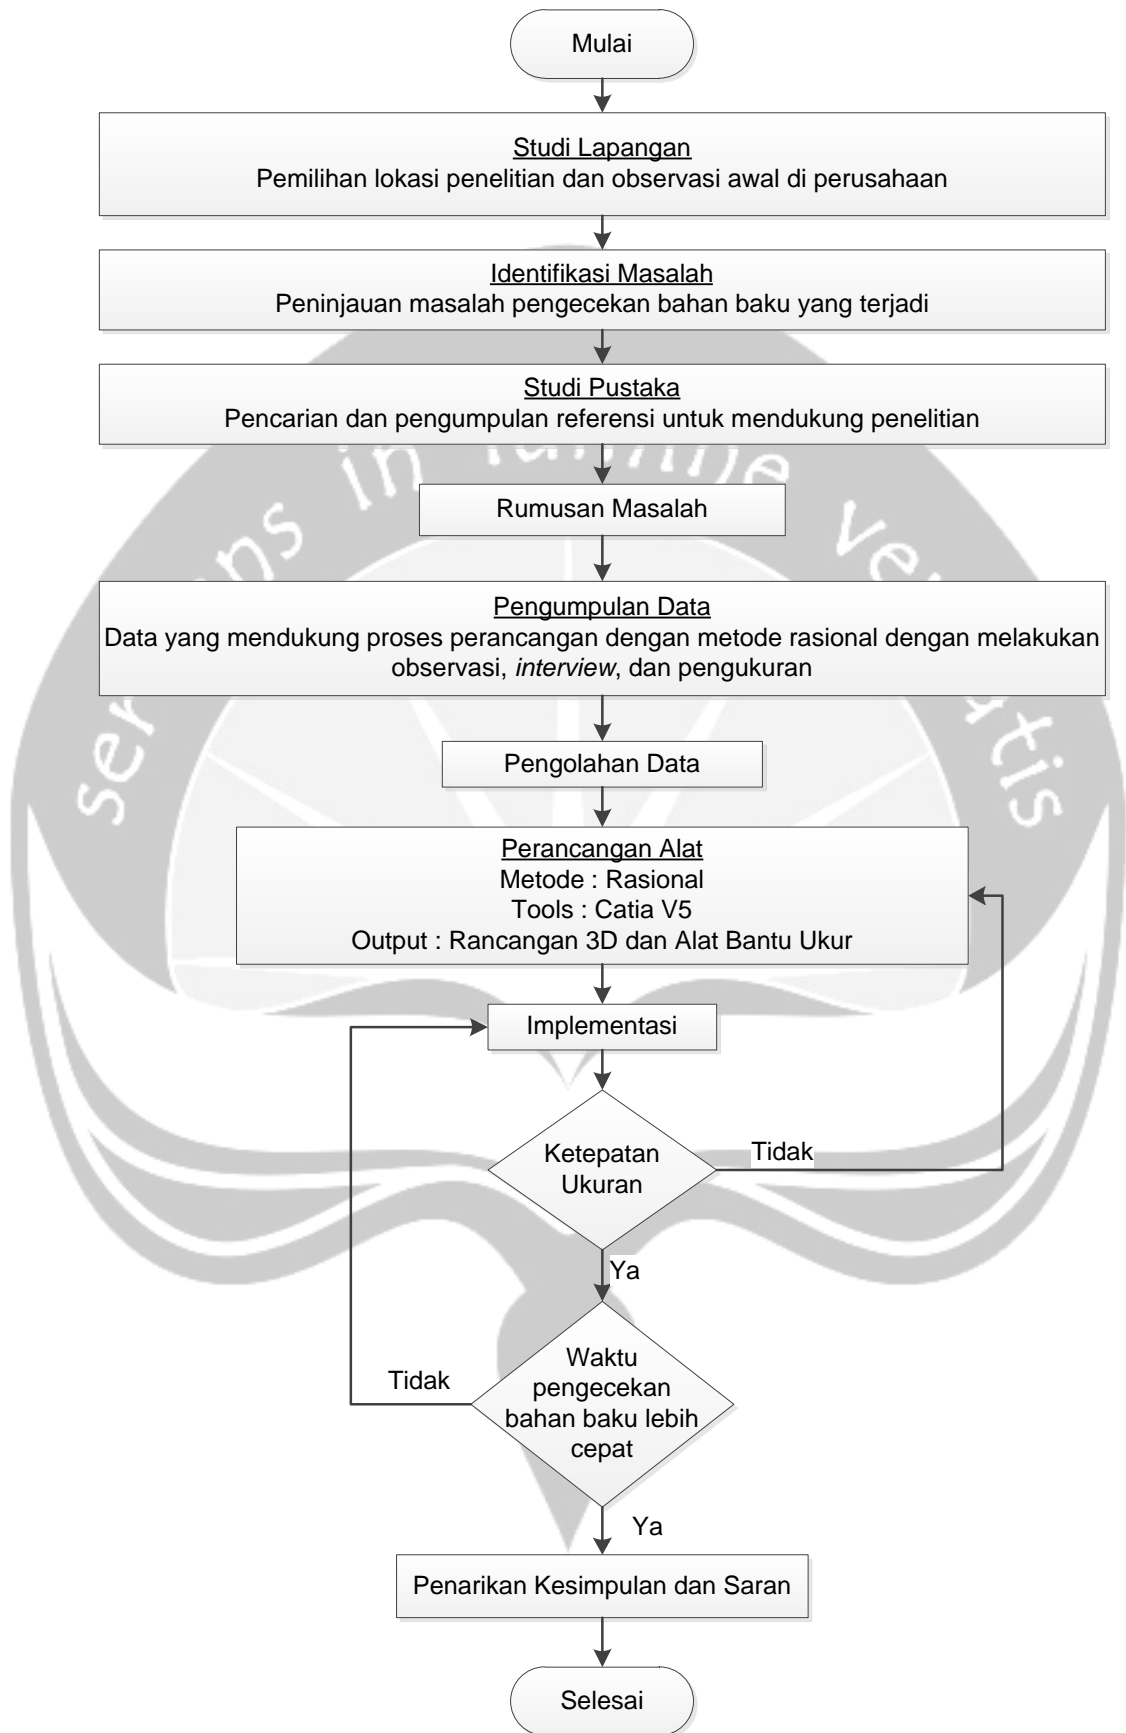 Mulai
Studi Lapangan
Pemilihan lokasi penelitian dan observasi awal di perusahaan
Identifikasi Masalah
Peninjauan masalah pengecekan bahan baku yang terjadi
Studi Pustaka
Pencarian dan pengumpulan referensi untuk mendukung penelitian
in lumine
Rumusan Masalah
Pengumpulan Data
Data yang mendukung proses perancangan dengan metode rasional dengan melakukan
observasi, interview, dan pengukuran
Pengolahan Data
Perancangan Alat
Metode : Rasional
Tools : Catia V5
Output : Rancangan 3D dan Alat Bantu Ukur
Implementasi
Ketepatan
Ukuran
Tidak
Ya
Waktu
pengecekan
bahan baku lebih
cepat
Tidak
Ya
Penarikan Kesimpulan dan Saran
Selesai